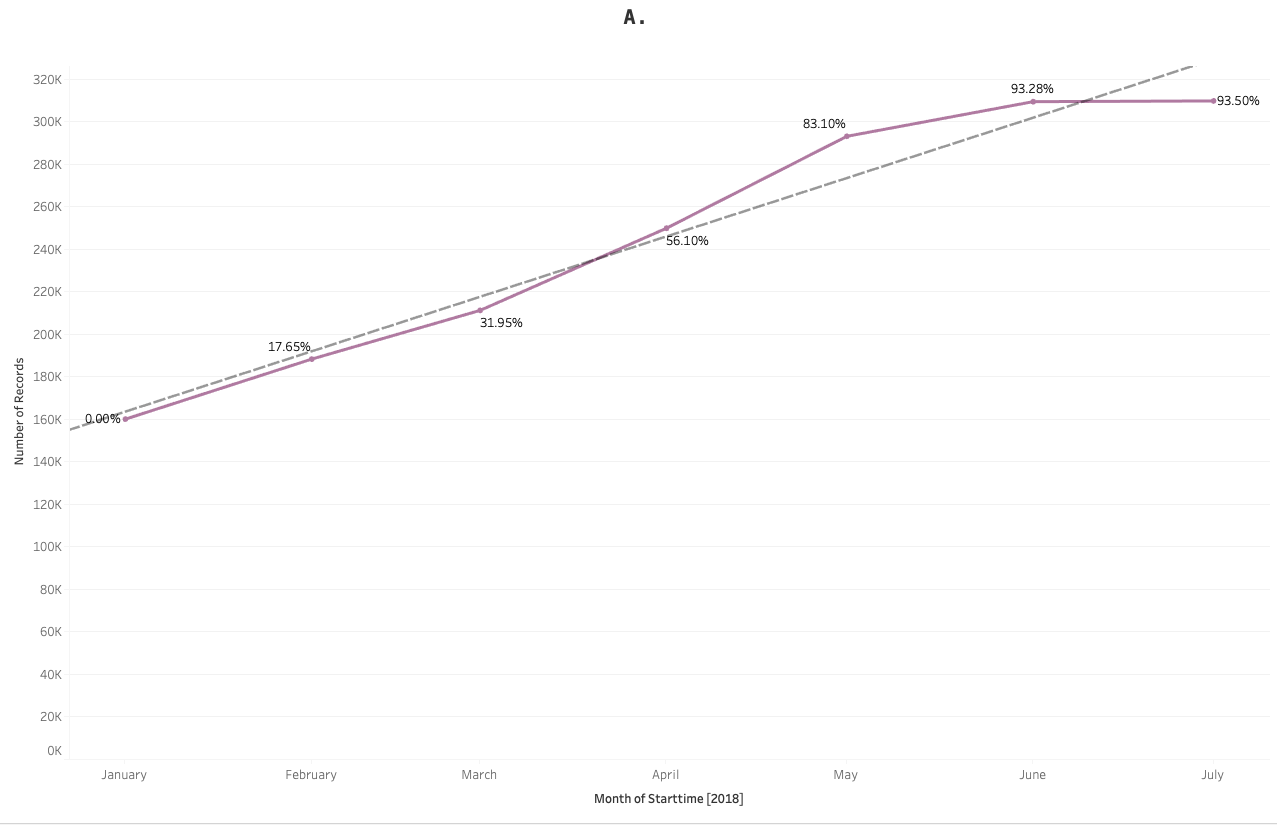 A.
320K
300K
280K
260K
240K
220K
200K
180K
160K
140K
120K
100K
80K
60K
40K
20K
0K
Number of Records
0.00%
17.65%
31.95%
56.10%
83.10%
93.28%
93.50%
January February March April May June July
Month of Starttime [2018]